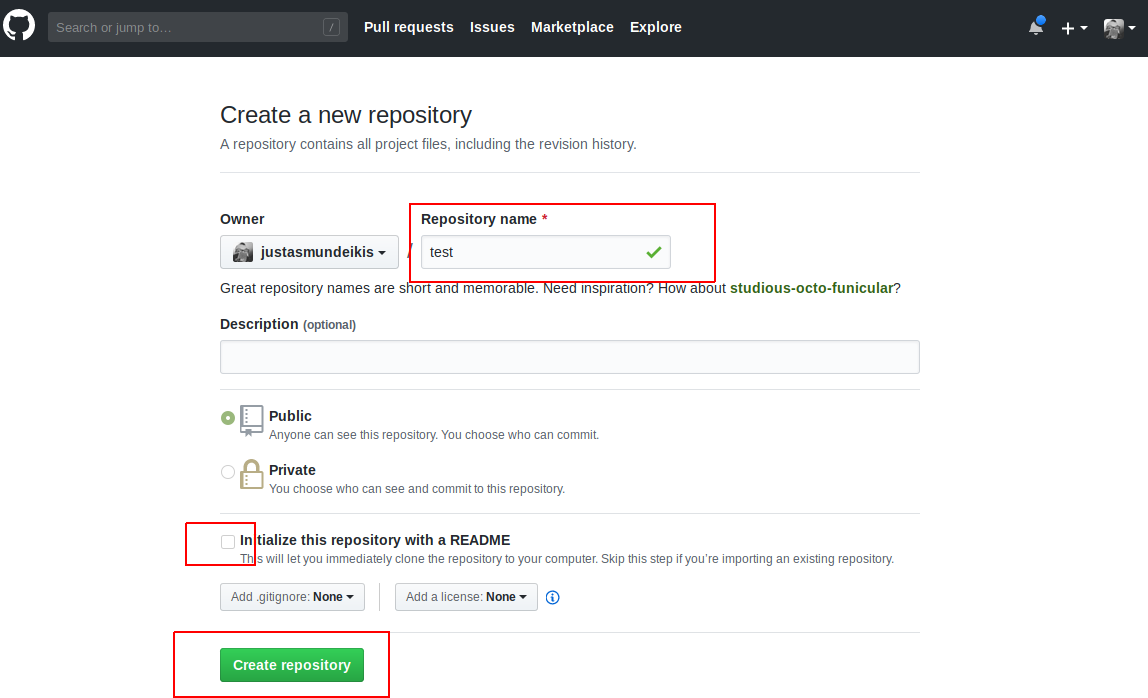 Search or jump to… /
Pull requests Issues Marketplace Explore
Create a new repository
A repository contains all project files, including the revision history.
Owner Repository name *
justasmundeikis / test
Great repository names are short and memorable. Need inspiration? How about studious-octo-funicular?
Description (optional)
Public
Anyone can see this repository. You choose who can commit.
Private
You choose who can see and commit to this repository.
Initialize this repository with a README
This will let you immediately clone the repository to your computer. Skip this step if you're importing an existing repository.
Add .gitignore: None Add a license: None
Create repository